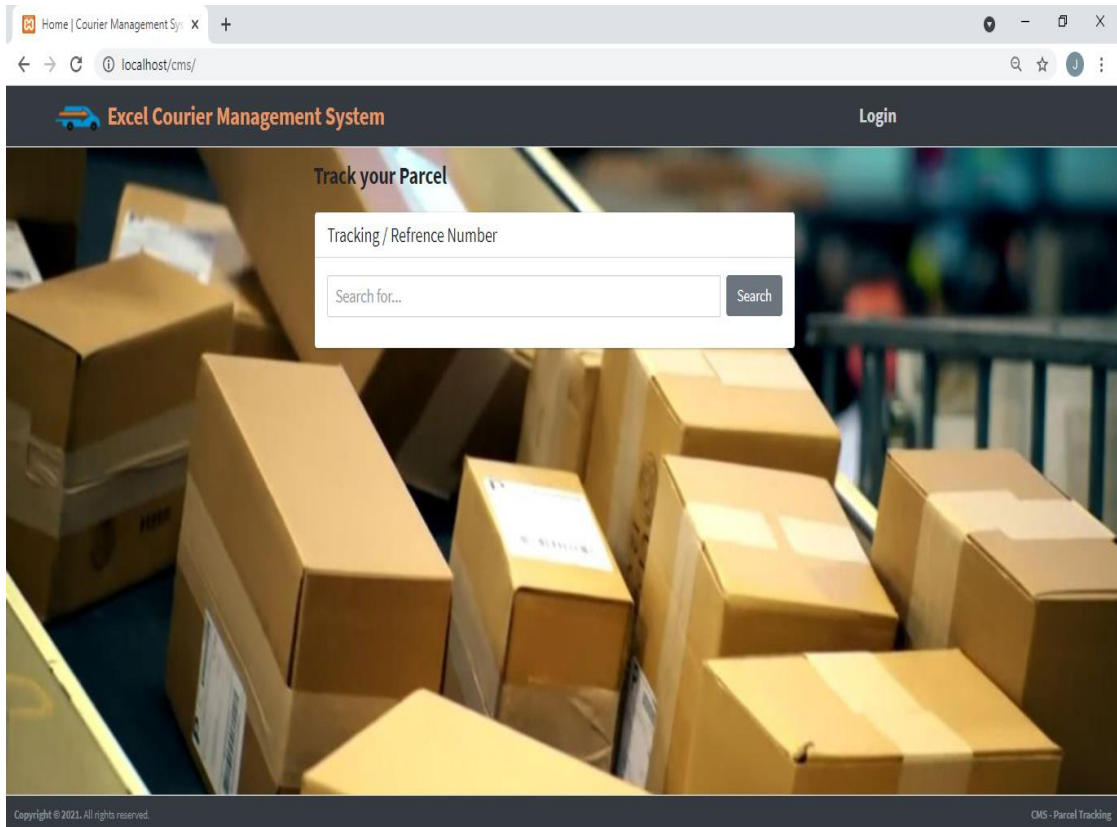 Home | Courier Management Sys
localhost/cms/
J
Excel Courier Management System
Login
Track your Parcel
Tracking / Refrence Number
Search for...
Search
Copyright © 2021. All rights reserved.
CMS - Parcel Tracking